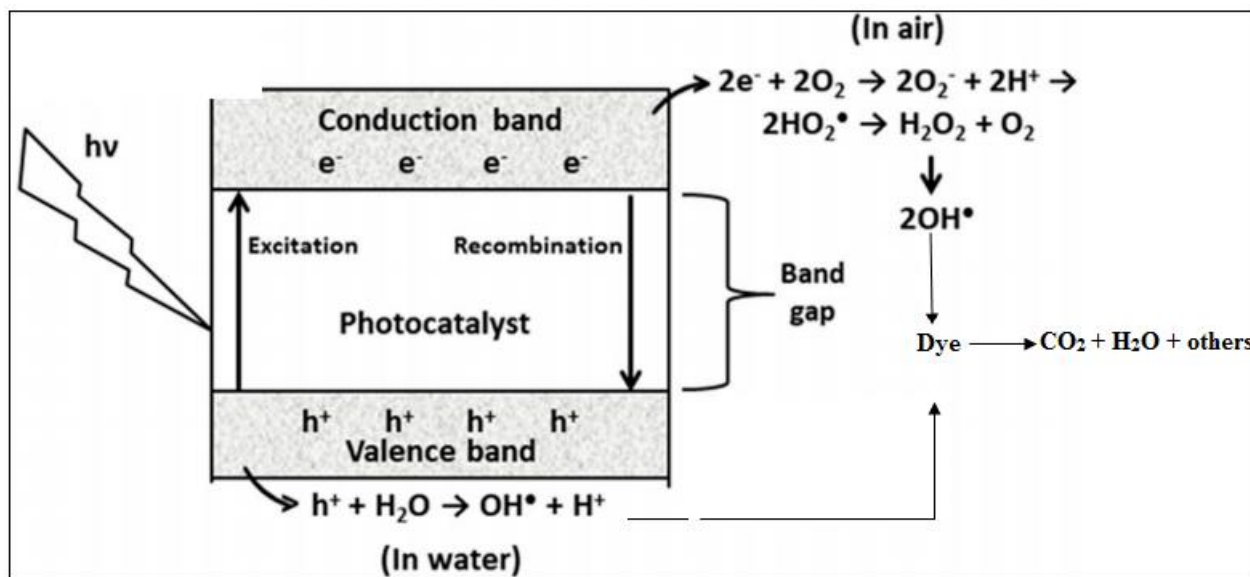 (In air)
2e⁻ + 2O₂ → 2O₂⁻ + 2H⁺ →
2HO₂• → H₂O₂ + O₂
2OH•
hν
Conduction band
e⁻ e⁻ e⁻ e⁻
Excitation
Recombination
Band
gap
Photocatalyst
Dye → CO₂ + H₂O + others
h⁺ h⁺ h⁺ h⁺
Valence band
h⁺ + H₂O → OH• + H⁺
(In water)